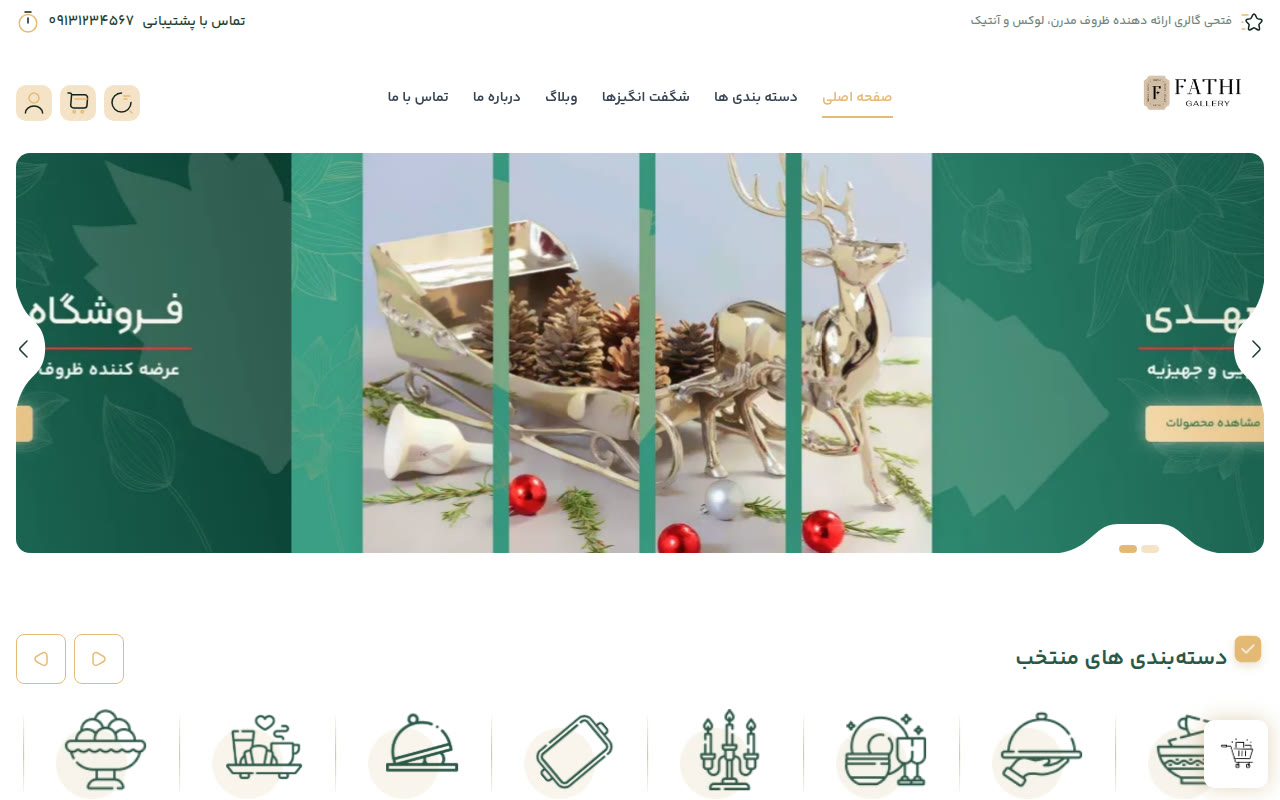 فتحی گالری ارائه دهنده ظروف مدرن، لوکس و آنتیک
تماس با پشتیبانی ۰۹۱۳۱۲۳۴۵۶۷
FATHI
GALLERY
F
صفحه اصلی
دسته بندی ها
شگفت انگیزها
وبلاگ
درباره ما
تماس با ما
فروشگاه
عرضه کننده ظروف
و جهیزیه
مشاهده محصولات
دسته‌بندی های منتخب